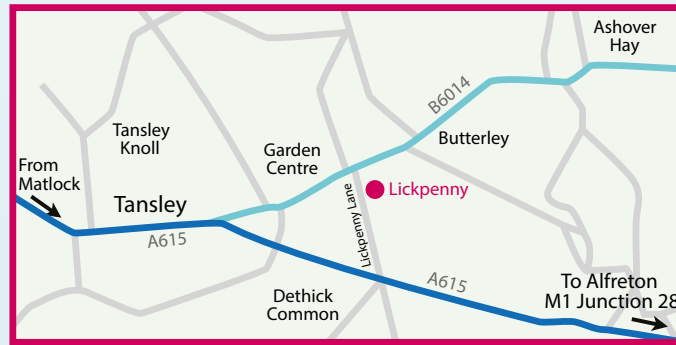 Ashover
Hay
B6014
Tansley
Knoll
Butterley
Garden
Centre
From
Matlock
Lickpenny
Tansley
Lickpenny Lane
A615
A615
To Alfreton
M1 Junction 28
Dethick
Common